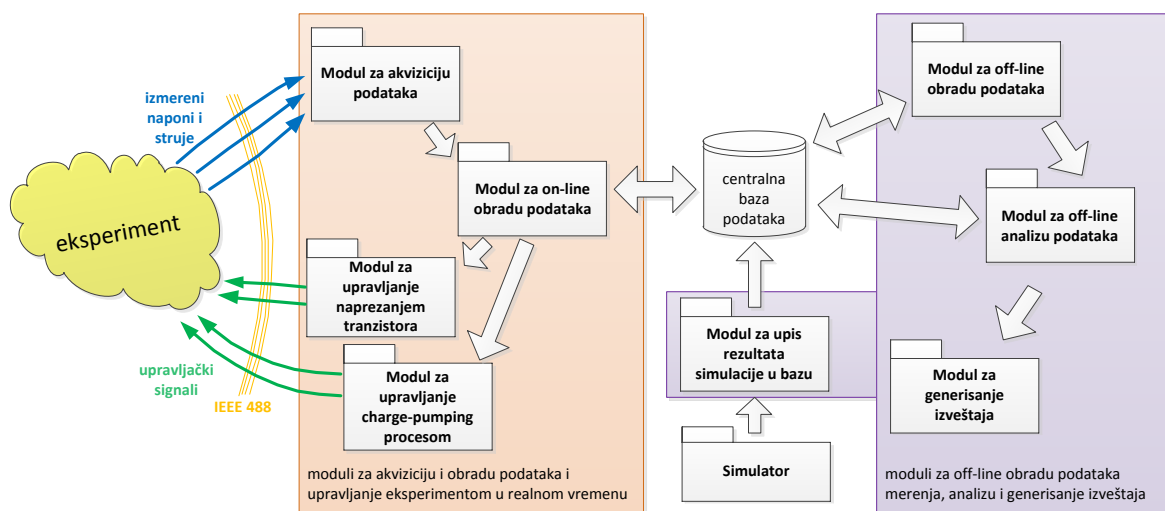 izmereni
naponi i
struje
eksperiment
upravljački
signali
IEEE 488
Modul za akviziciju
podataka
Modul za on-line
obradu podataka
Modul za
upravljanje
naprezanjem
tranzistora
Modul za
upravljanje
charge-pumping
procesom
moduli za akviziciju i obradu podataka i
upravljanje eksperimentom u realnom vremenu
centralna
baza
podataka
Modul za upis
rezultata
simulacije u bazu
Simulator
Modul za off-line
obradu podataka
Modul za off-line
analizu podataka
Modul za
generisanje
izveštaja
moduli za off-line obradu podataka
merenja, analizu i generisanje izveštaja